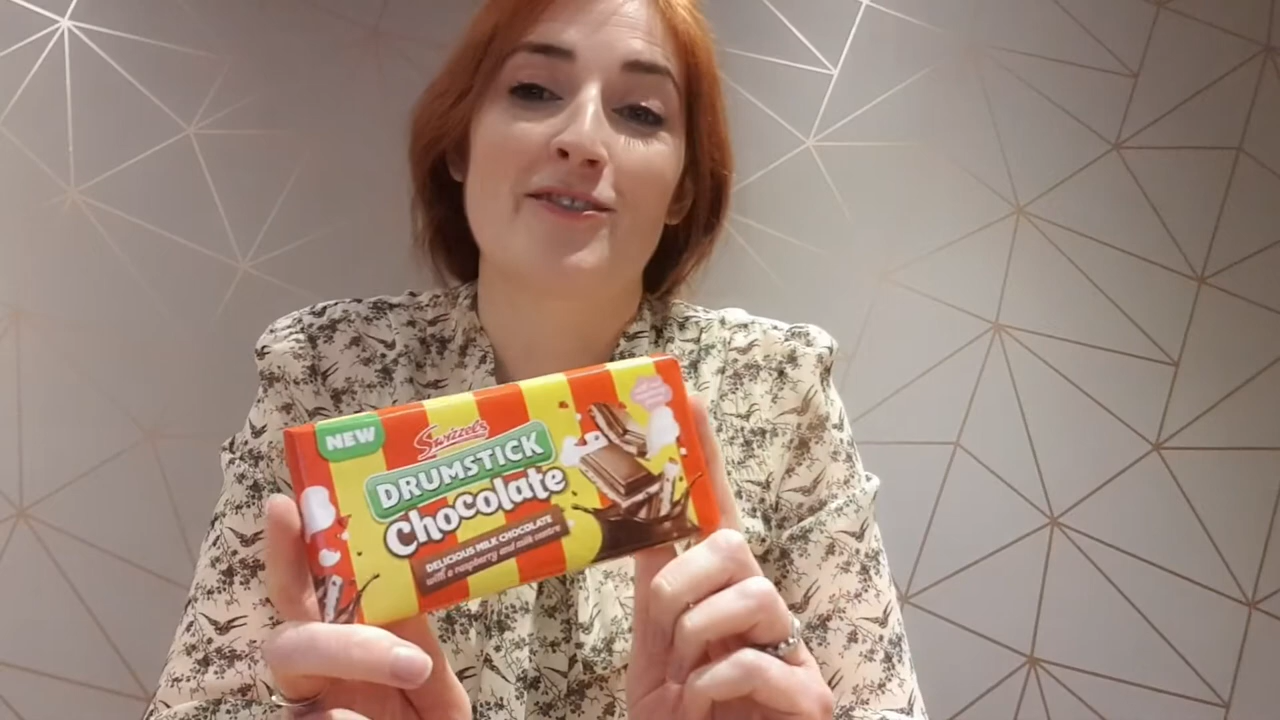 NEW
Swizzels
DRUMSTICK
Chocolate
DELICIOUS MILK CHOCOLATE
with a raspberry and milk centre